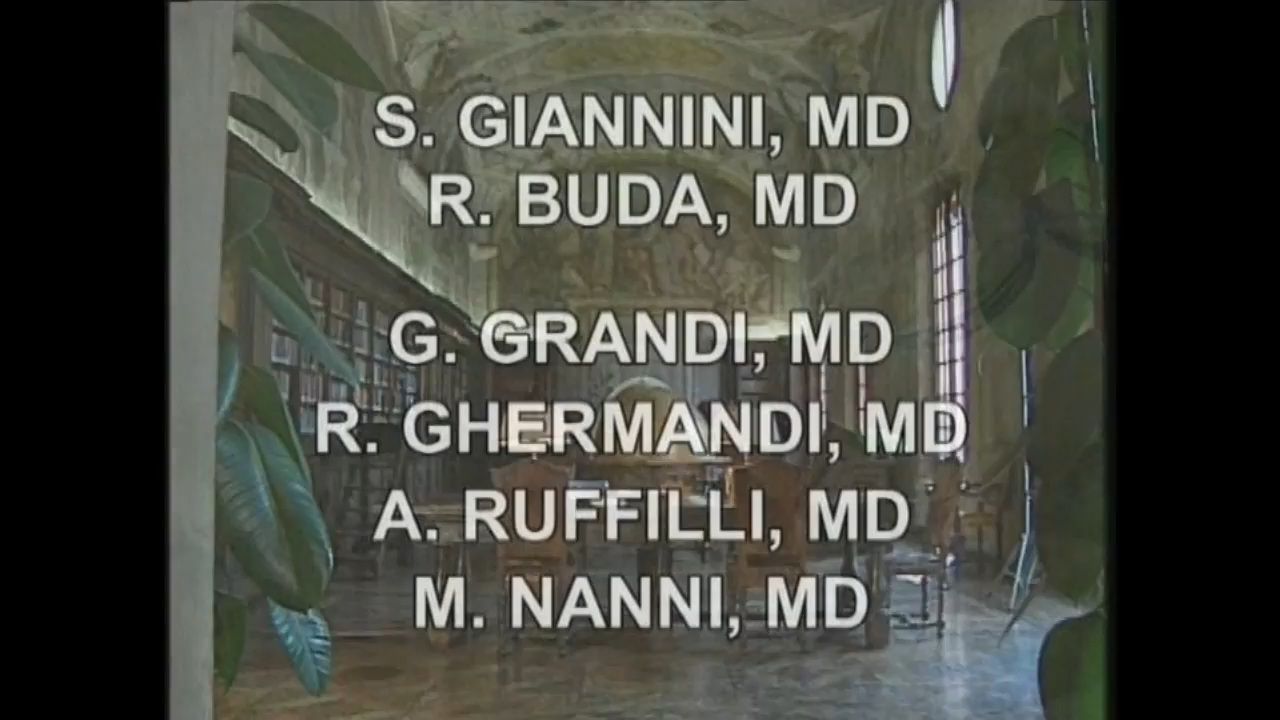 S. GIANNINI, MD
R. BUDA, MD
G. GRANDI, MD
R. GHERMANDI, MD
A. RUFFILLI, MD
M. NANNI, MD